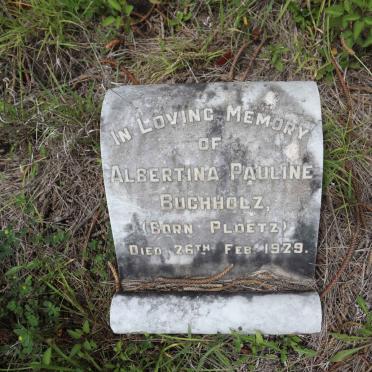 In Loving Memory
of
Albertina Pauline
Buchholz,
(Born Ploetz)
Died 26th Feb. 1929.